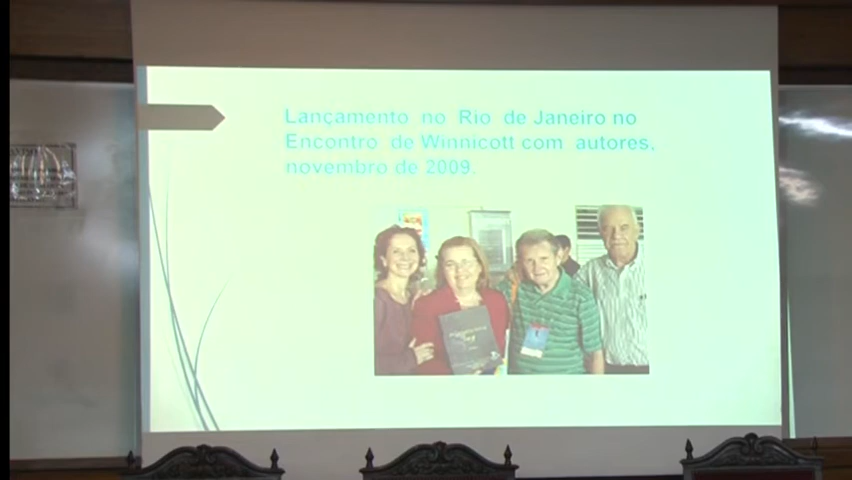 Lançamento no Rio de Janeiro no
Encontro de Winnicott com autores,
novembro de 2009.